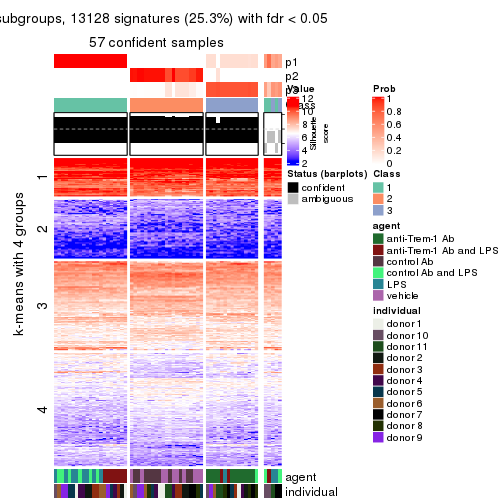 subgroups, 13128 signatures (25.3%) with fdr < 0.05
57 confident samples
p1
p2
p3
Class
Silhouette
score
1
2
3
4
k-means with 4 groups
agent
individual
Value
12
10
8
6
4
2
Prob
1
0.8
0.6
0.4
0.2
0
Status (barplots)
confident
ambiguous
Class
1
2
3
agent
anti-Trem-1 Ab
anti-Trem-1 Ab and LPS
control Ab
control Ab and LPS
LPS
vehicle
individual
donor 1
donor 10
donor 11
donor 2
donor 3
donor 4
donor 5
donor 6
donor 7
donor 8
donor 9